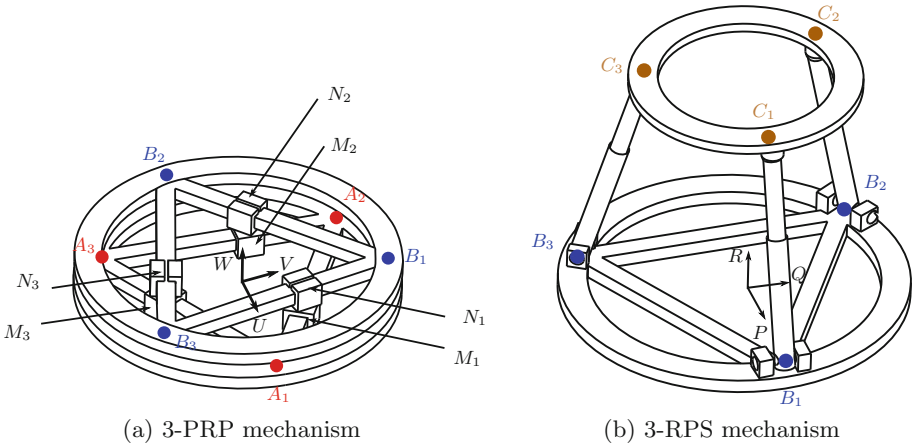 C₂
C₃
C₁
N₂
M₂
B₂
A₂
B₂
A₃
B₃
B₁
W
V
R
Q
N₃
U
N₁
P
M₃
B₃
M₁
A₁
B₁
(a) 3-PRP mechanism
(b) 3-RPS mechanism